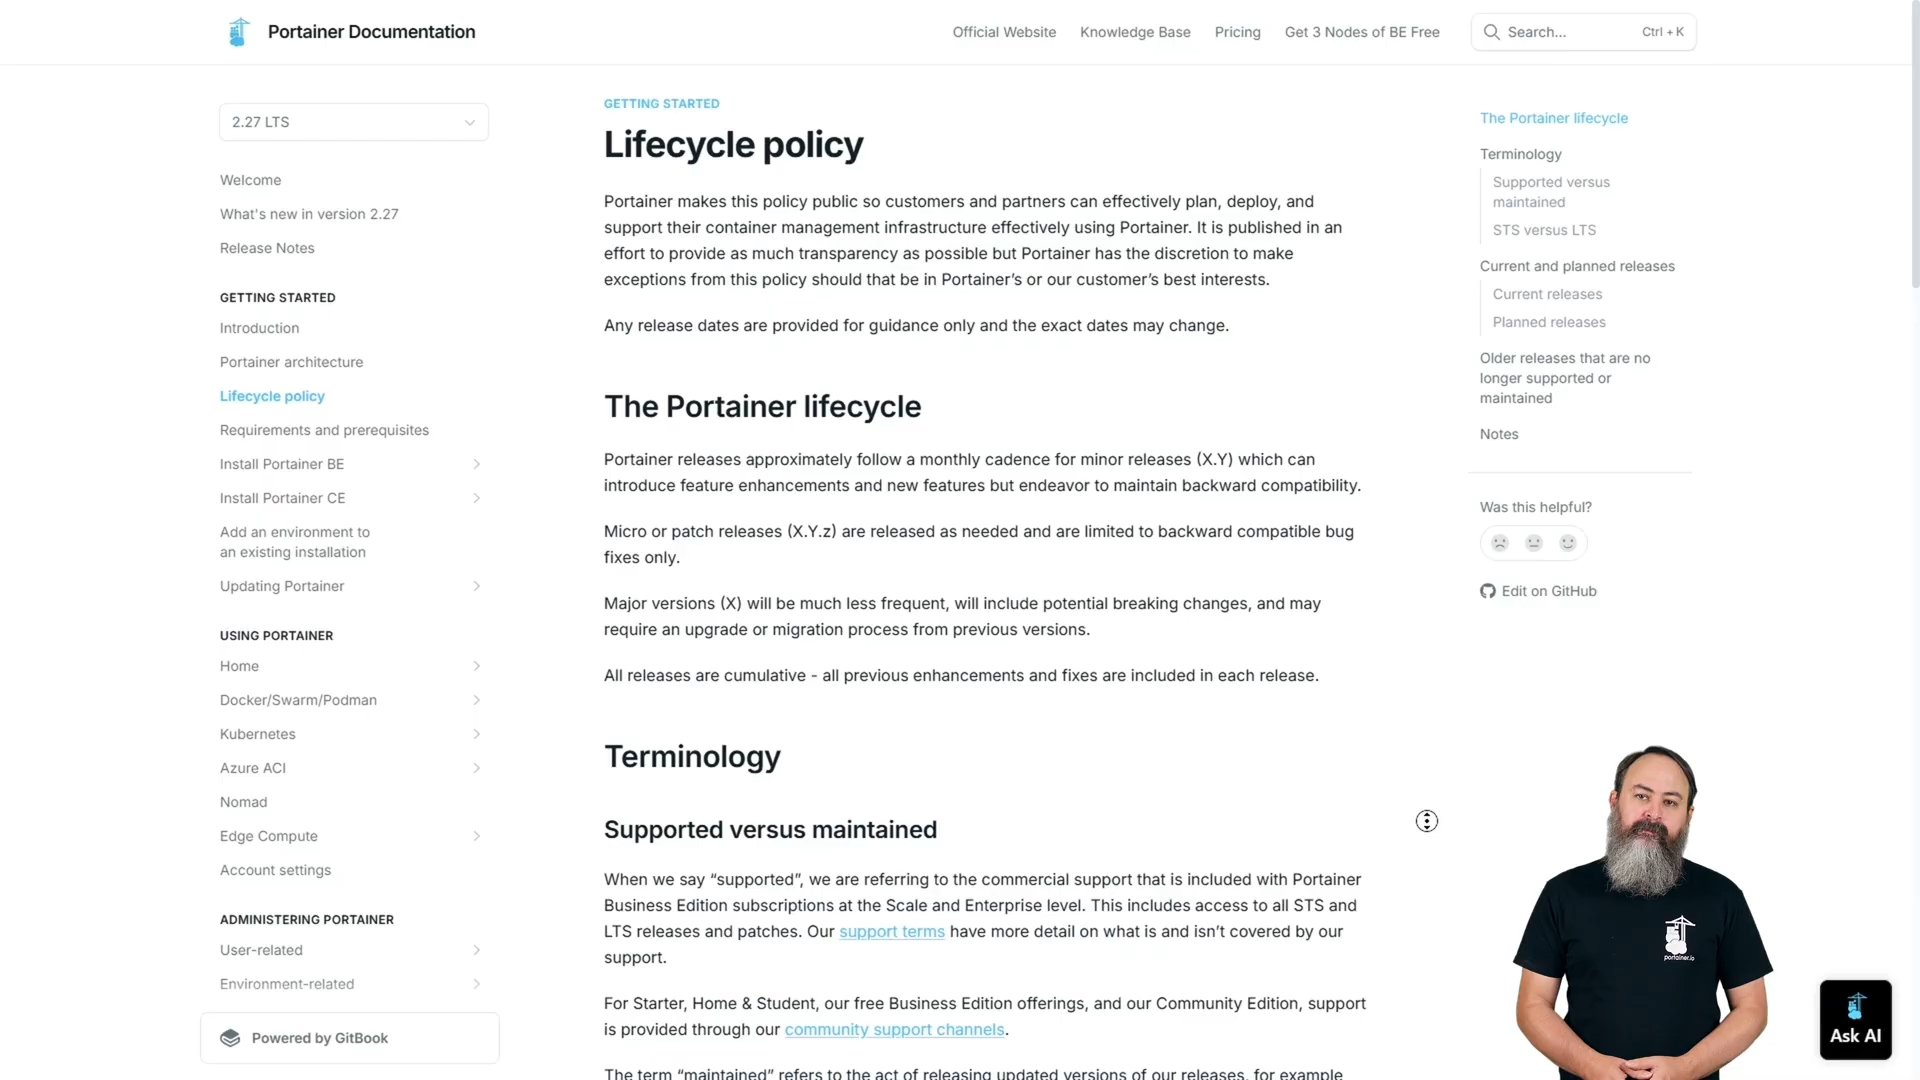 Portainer Documentation
Official Website
Knowledge Base
Pricing
Get 3 Nodes of BE Free
Search...
Ctrl + K
2.27 LTS
Welcome
What's new in version 2.27
Release Notes
GETTING STARTED
Introduction
Portainer architecture
Lifecycle policy
Requirements and prerequisites
Install Portainer BE
Install Portainer CE
Add an environment to
an existing installation
Updating Portainer
USING PORTAINER
Home
Docker/Swarm/Podman
Kubernetes
Azure ACI
Nomad
Edge Compute
Account settings
ADMINISTERING PORTAINER
User-related
Environment-related
Powered by GitBook
GETTING STARTED
Lifecycle policy
Portainer makes this policy public so customers and partners can effectively plan, deploy, and
support their container management infrastructure effectively using Portainer. It is published in an
effort to provide as much transparency as possible but Portainer has the discretion to make
exceptions from this policy should that be in Portainer’s or our customer’s best interests.
Any release dates are provided for guidance only and the exact dates may change.
The Portainer lifecycle
Portainer releases approximately follow a monthly cadence for minor releases (X.Y) which can
introduce feature enhancements and new features but endeavor to maintain backward compatibility.
Micro or patch releases (X.Y.z) are released as needed and are limited to backward compatible bug
fixes only.
Major versions (X) will be much less frequent, will include potential breaking changes, and may
require an upgrade or migration process from previous versions.
All releases are cumulative - all previous enhancements and fixes are included in each release.
Terminology
Supported versus maintained
When we say “supported”, we are referring to the commercial support that is included with Portainer
Business Edition subscriptions at the Scale and Enterprise level. This includes access to all STS and
LTS releases and patches. Our support terms have more detail on what is and isn’t covered by our
support.
For Starter, Home & Student, our free Business Edition offerings, and our Community Edition, support
is provided through our community support channels.
The term “maintained” refers to the act of releasing updated versions of our releases, for example
The Portainer lifecycle
Terminology
Supported versus
maintained
STS versus LTS
Current and planned releases
Current releases
Planned releases
Older releases that are no
longer supported or
maintained
Notes
Was this helpful?
Edit on GitHub
portainer.io
Ask AI